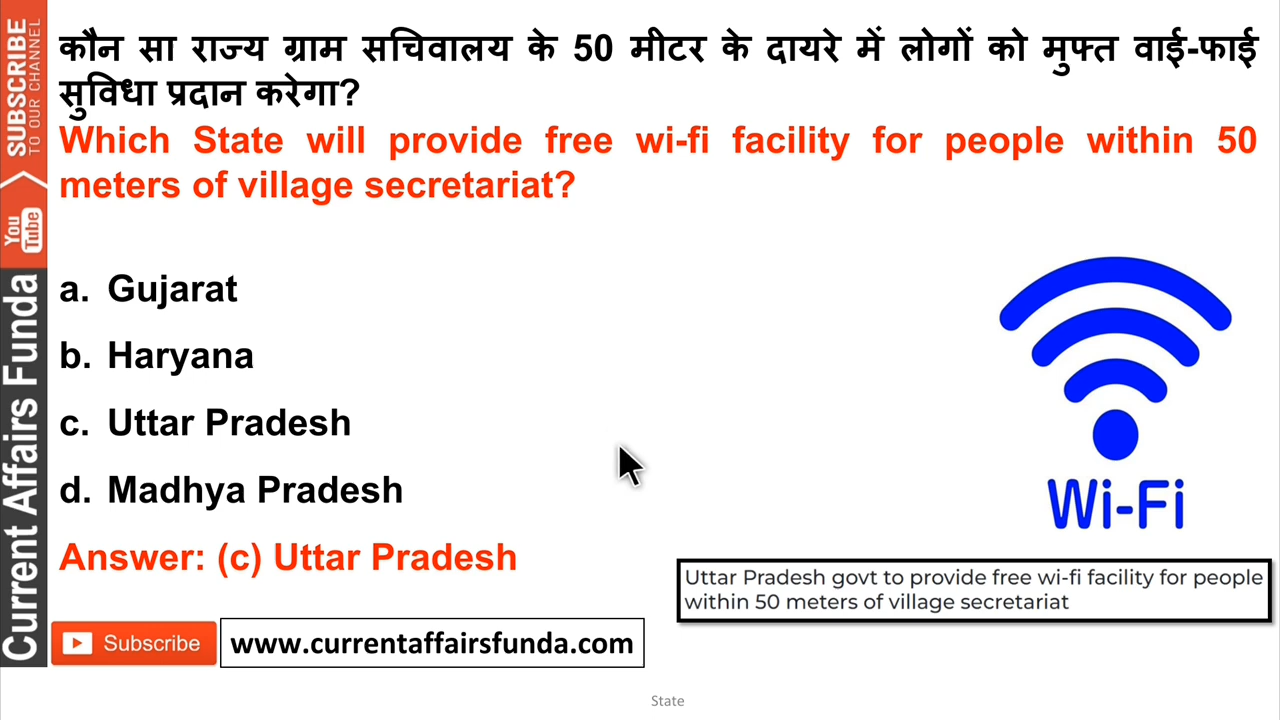 कौन सा राज्य ग्राम सचिवालय के 50 मीटर के दायरे में लोगों को मुफ्त वाई-फाई
सुविधा प्रदान करेगा?
Which State will provide free wi-fi facility for people within 50
meters of village secretariat?
a. Gujarat
b. Haryana
c. Uttar Pradesh
d. Madhya Pradesh
Answer: (c) Uttar Pradesh
Wi-Fi
Uttar Pradesh govt to provide free wi-fi facility for people
within 50 meters of village secretariat
Subscribe
www.currentaffairsfunda.com
State
SUBSCRIBE
TO OUR CHANNEL
You
Tube
Current Affairs Funda